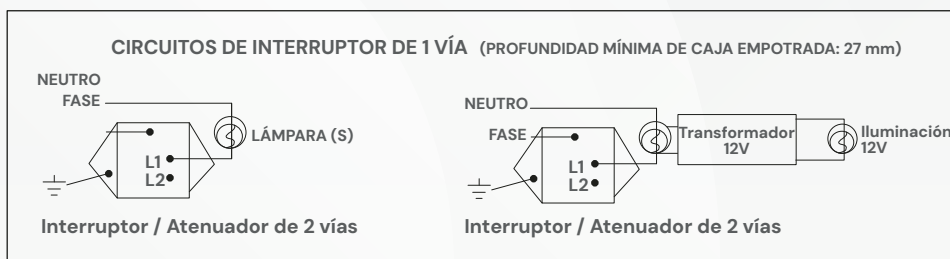 CIRCUITOS DE INTERRUPTOR DE 1 VÍA (PROFUNDIDAD MÍNIMA DE CAJA EMPOTRADA: 27 mm)
NEUTRO
FASE
LÁMPARA (S)
L1
L2
Interruptor / Atenuador de 2 vías
NEUTRO
FASE
Transformador
12V
Iluminación
12V
L1
L2
Interruptor / Atenuador de 2 vías